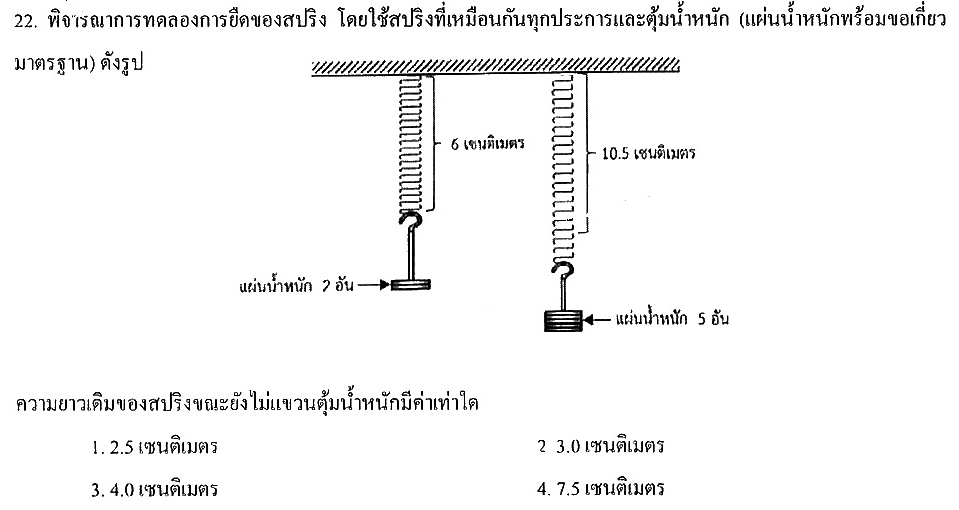 22. พิจารณาการทดลองการยืดของสปริง โดยใช้สปริงที่เหมือนกันทุกประการและตุ้มน้ำหนัก (แผ่นน้ำหนักพร้อมขอเกี่ยว
มาตรฐาน) ดังรูป
6 เซนติเมตร
10.5 เซนติเมตร
แผ่นน้ำหนัก 2 อัน
แผ่นน้ำหนัก 5 อัน
ความยาวเดิมของสปริงขณะยังไม่แขวนตุ้มน้ำหนักมีค่าเท่าใด
1. 2.5 เซนติเมตร
2 3.0 เซนติเมตร
3. 4.0 เซนติเมตร
4. 7.5 เซนติเมตร